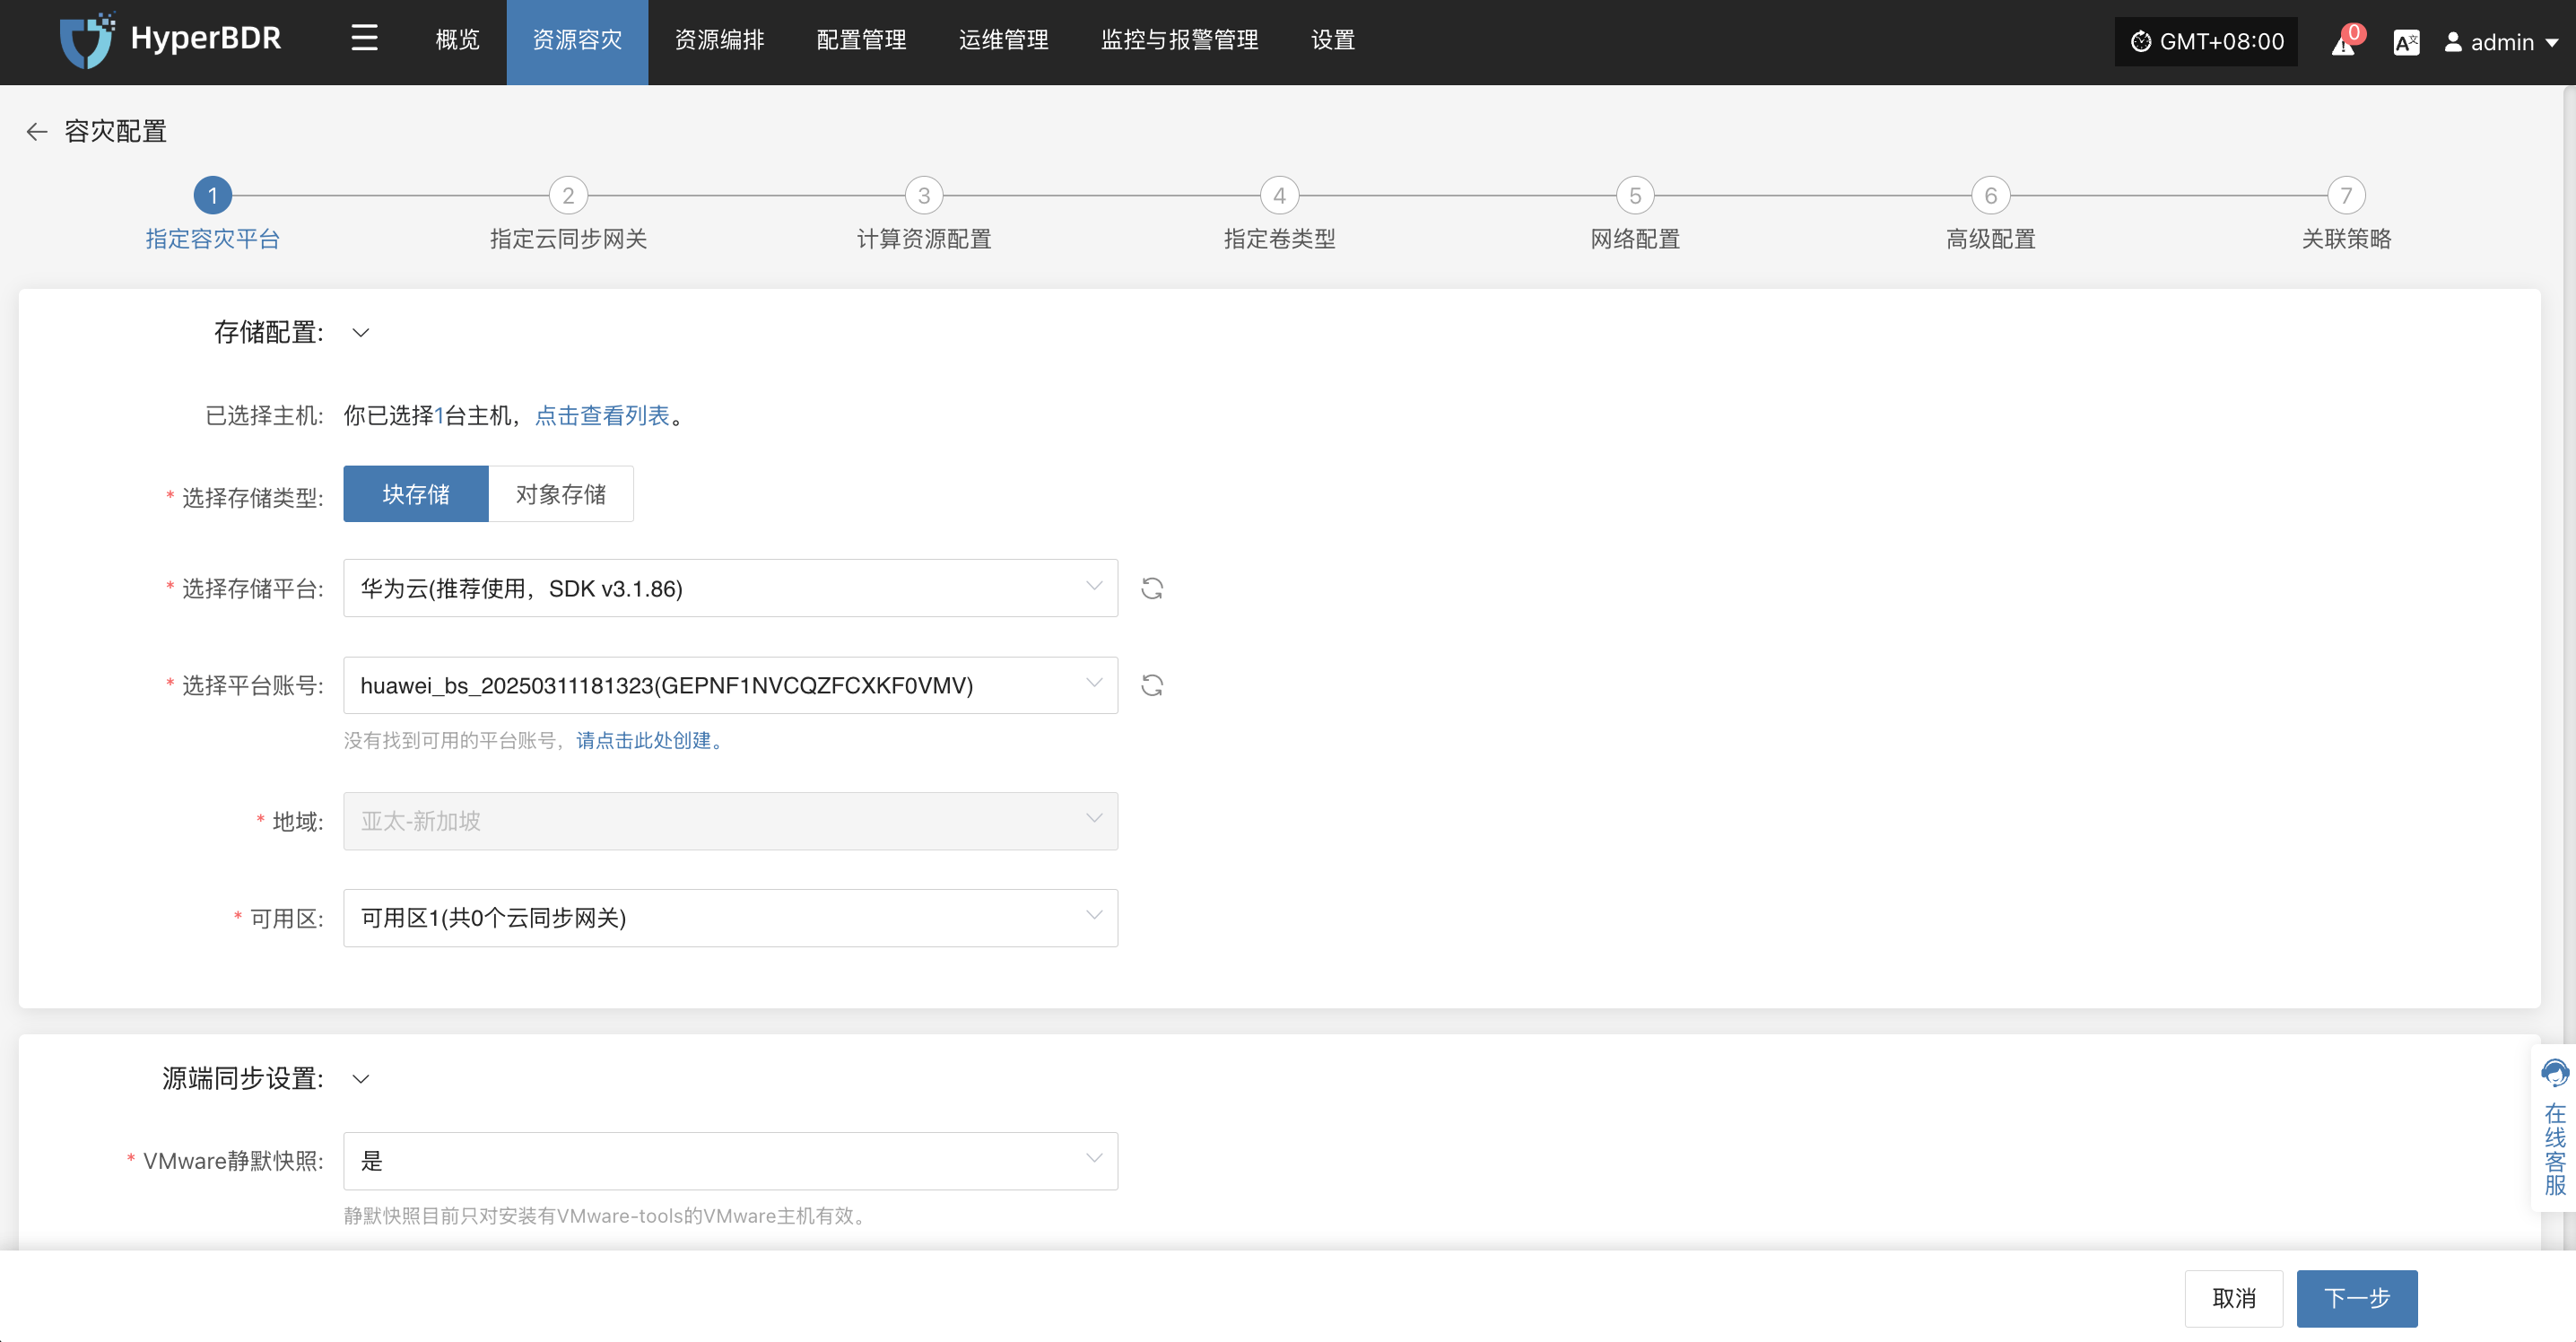 HyperBDR
概览
资源容灾
资源编排
配置管理
运维管理
监控与报警管理
设置
GMT+08:00
0
A文
admin
容灾配置
1
2
3
4
5
6
7
指定容灾平台
指定云同步网关
计算资源配置
指定卷类型
网络配置
高级配置
关联策略
存储配置:
已选择主机: 你已选择1台主机，点击查看列表。
* 选择存储类型: 块存储 对象存储
* 选择存储平台: 华为云(推荐使用，SDK v3.1.86)
* 选择平台账号: huawei_bs_20250311181323(GEPNF1NVCQZFCXKF0VMV)
没有找到可用的平台账号，请点击此处创建。
* 地域: 亚太-新加坡
* 可用区: 可用区1(共0个云同步网关)
源端同步设置:
* VMware静默快照: 是
静默快照目前只对安装有VMware-tools的VMware主机有效。
在线客服
取消
下一步